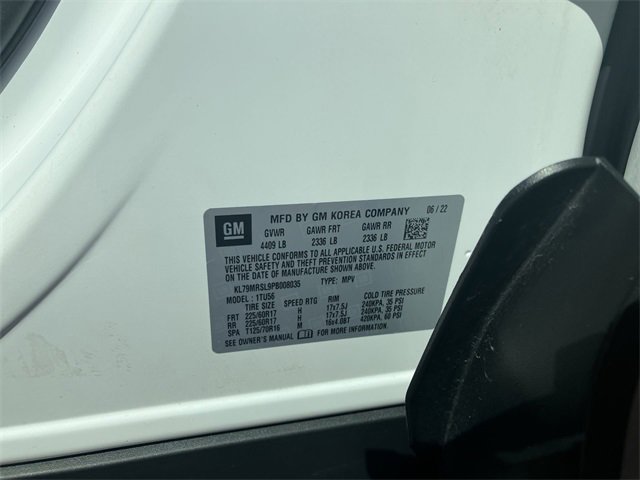 GM
MFD BY GM KOREA COMPANY 06 / 22
GVWR GAWR FRT GAWR RR
4409 LB 2336 LB 2336 LB
THIS VEHICLE CONFORMS TO ALL APPLICABLE U.S. FEDERAL MOTOR
VEHICLE SAFETY AND THEFT PREVENTION STANDARDS IN EFFECT ON
THE DATE OF MANUFACTURE SHOWN ABOVE.
KL79MRSL9PB008035 TYPE: MPV
MODEL : 1TU56
TIRE SIZE SPEED RTG RIM COLD TIRE PRESSURE
FRT 225/60R17 H 17x7.5J 240KPA, 35 PSI
RR 225/60R17 H 17x7.5J 240KPA, 35 PSI
SPA T125/70R16 M 16x4.0BT 420KPA, 60 PSI
SEE OWNER'S MANUAL FOR MORE INFORMATION.